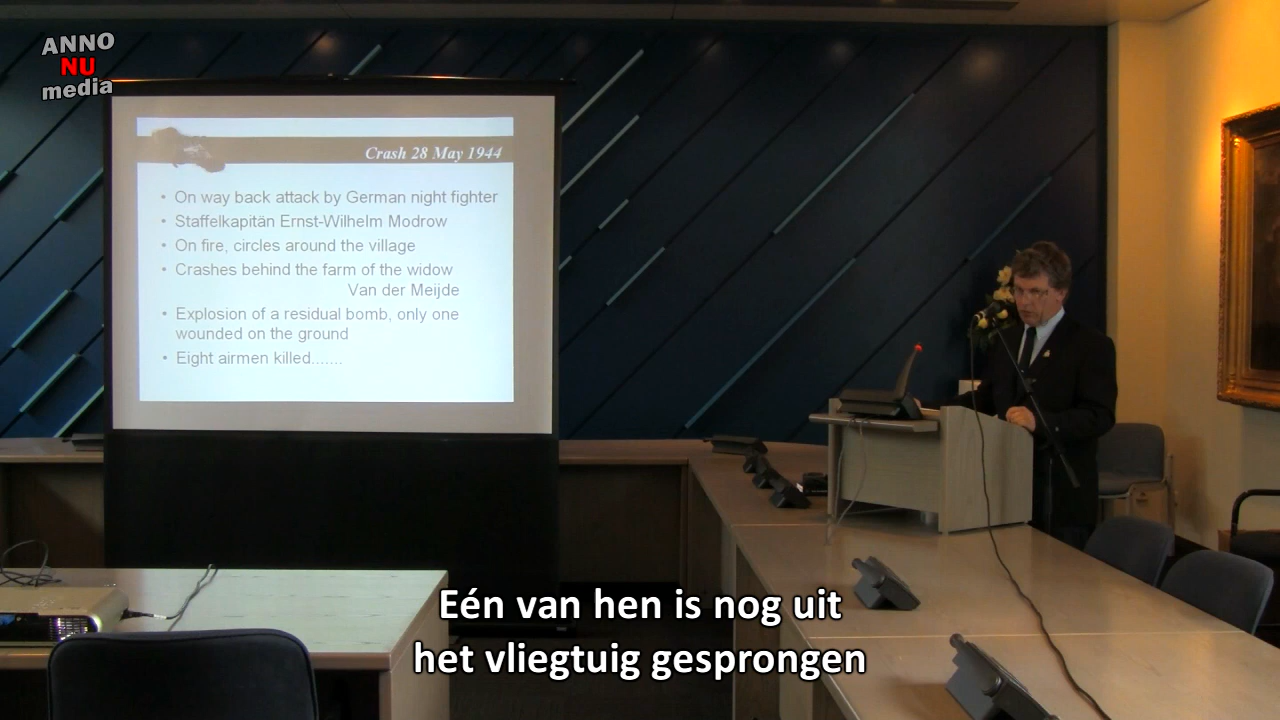 ANNO
NU
media
Crash 28 May 1944
• On way back attack by German night fighter
• Staffelkapitän Ernst-Wilhelm Modrow
• On fire, circles around the village
• Crashes behind the farm of the widow
Van der Meijde
• Explosion of a residual bomb, only one
wounded on the ground
• Eight airmen killed.......
Eén van hen is nog uit
het vliegtuig gesprongen